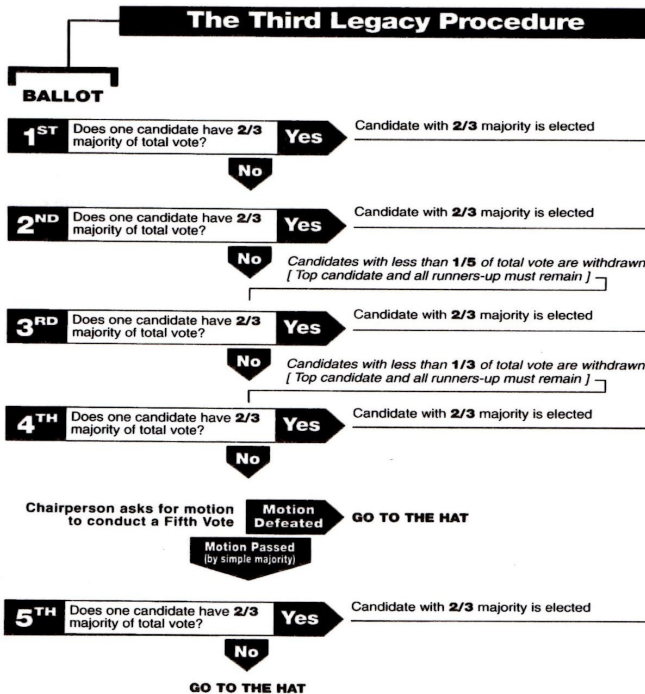 The Third Legacy Procedure
BALLOT
1ST Does one candidate have 2/3 majority of total vote? Yes Candidate with 2/3 majority is elected
No
2ND Does one candidate have 2/3 majority of total vote? Yes Candidate with 2/3 majority is elected
No
Candidates with less than 1/5 of total vote are withdrawn
[ Top candidate and all runners-up must remain ]
3RD Does one candidate have 2/3 majority of total vote? Yes Candidate with 2/3 majority is elected
No
Candidates with less than 1/3 of total vote are withdrawn
[ Top candidate and all runners-up must remain ]
4TH Does one candidate have 2/3 majority of total vote? Yes Candidate with 2/3 majority is elected
No
Chairperson asks for motion
to conduct a Fifth Vote
Motion
Defeated
GO TO THE HAT
Motion Passed
(by simple majority)
5TH Does one candidate have 2/3 majority of total vote? Yes Candidate with 2/3 majority is elected
No
GO TO THE HAT